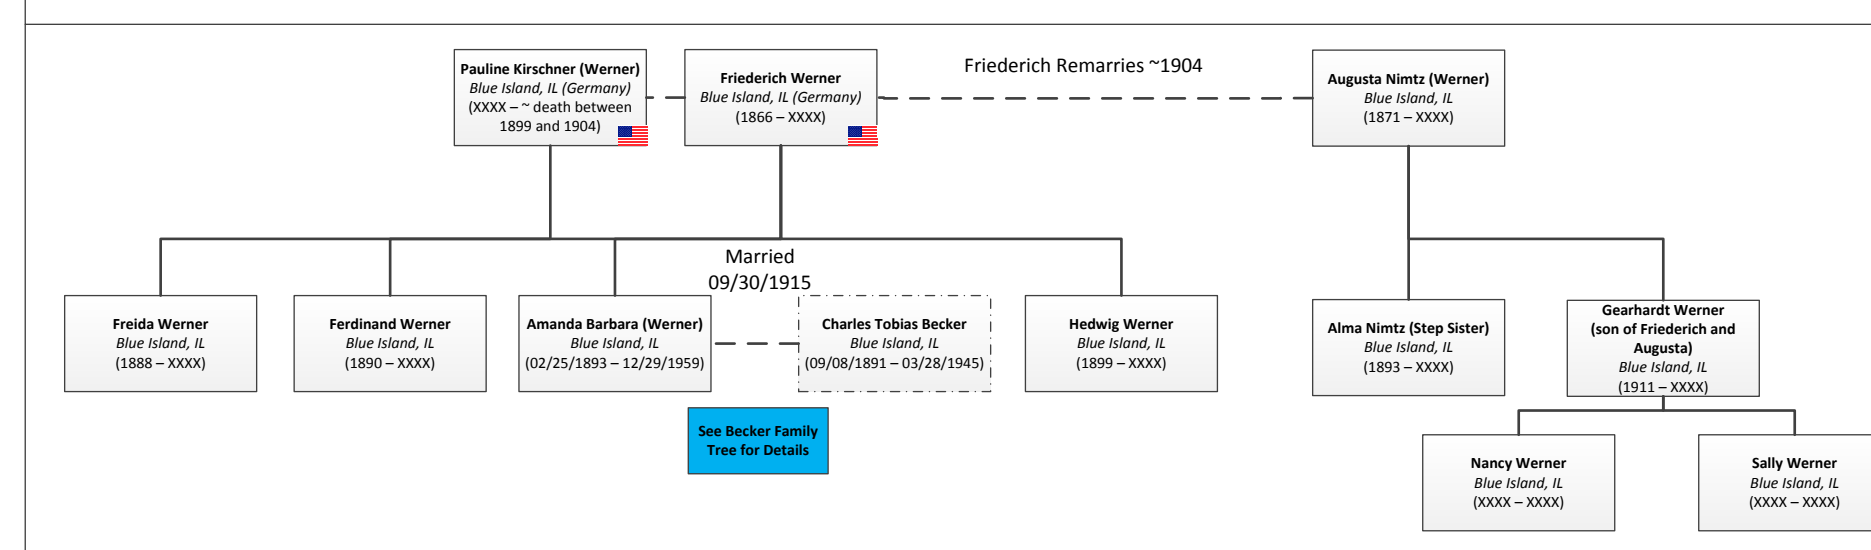 Pauline Kirschner (Werner)
Blue Island, IL (Germany)
(XXXX – ~ death between
1899 and 1904)
Friederich Werner
Blue Island, IL (Germany)
(1866 – XXXX)
Friederich Remarries ~1904
Augusta Nimtz (Werner)
Blue Island, IL
(1871 – XXXX)
Married
09/30/1915
Freida Werner
Blue Island, IL
(1888 – XXXX)
Ferdinand Werner
Blue Island, IL
(1890 – XXXX)
Amanda Barbara (Werner)
Blue Island, IL
(02/25/1893 – 12/29/1959)
Charles Tobias Becker
Blue Island, IL
(09/08/1891 – 03/28/1945)
Hedwig Werner
Blue Island, IL
(1899 – XXXX)
Alma Nimtz (Step Sister)
Blue Island, IL
(1893 – XXXX)
Gearhardt Werner
(son of Friederich and
Augusta)
Blue Island, IL
(1911 – XXXX)
See Becker Family
Tree for Details
Nancy Werner
Blue Island, IL
(XXXX – XXXX)
Sally Werner
Blue Island, IL
(XXXX – XXXX)